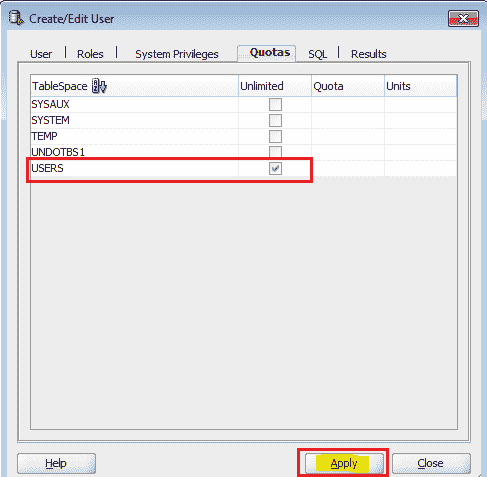 Create/Edit User
User Roles System Privileges Quotas SQL Results
TableSpace Unlimited Quota Units
SYSAUX
SYSTEM
TEMP
UNDOTBS1
USERS
Help Apply Close